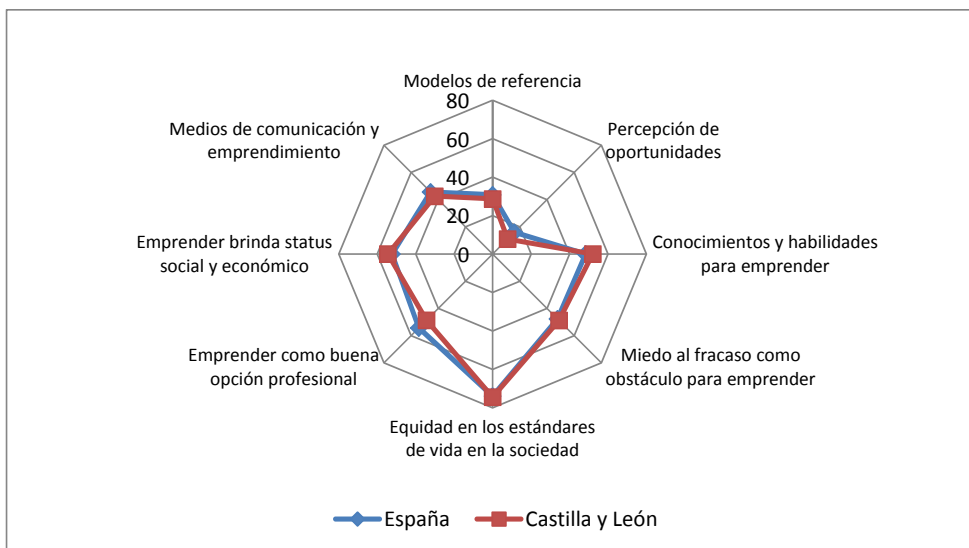 Modelos de referencia
80
60
40
20
0
Percepción de
oportunidades
Conocimientos y habilidades
para emprender
Miedo al fracaso como
obstáculo para emprender
Equidad en los estándares
de vida en la sociedad
Emprender como buena
opción profesional
Emprender brinda status
social y económico
Medios de comunicación y
emprendimiento
España
Castilla y León